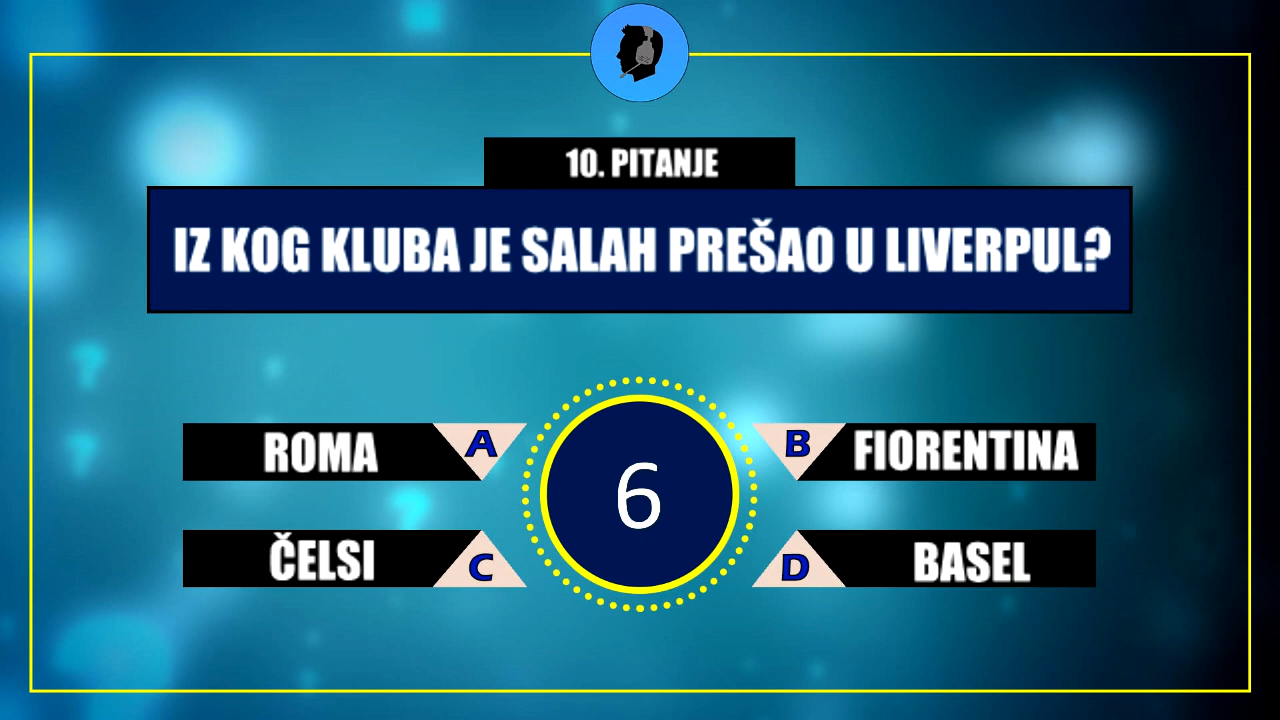 10. PITANJE
IZ KOG KLUBA JE SALAH PREŠAO U LIVERPUL?
ROMA A
B FIORENTINA
6
ČELSI C
D BASEL